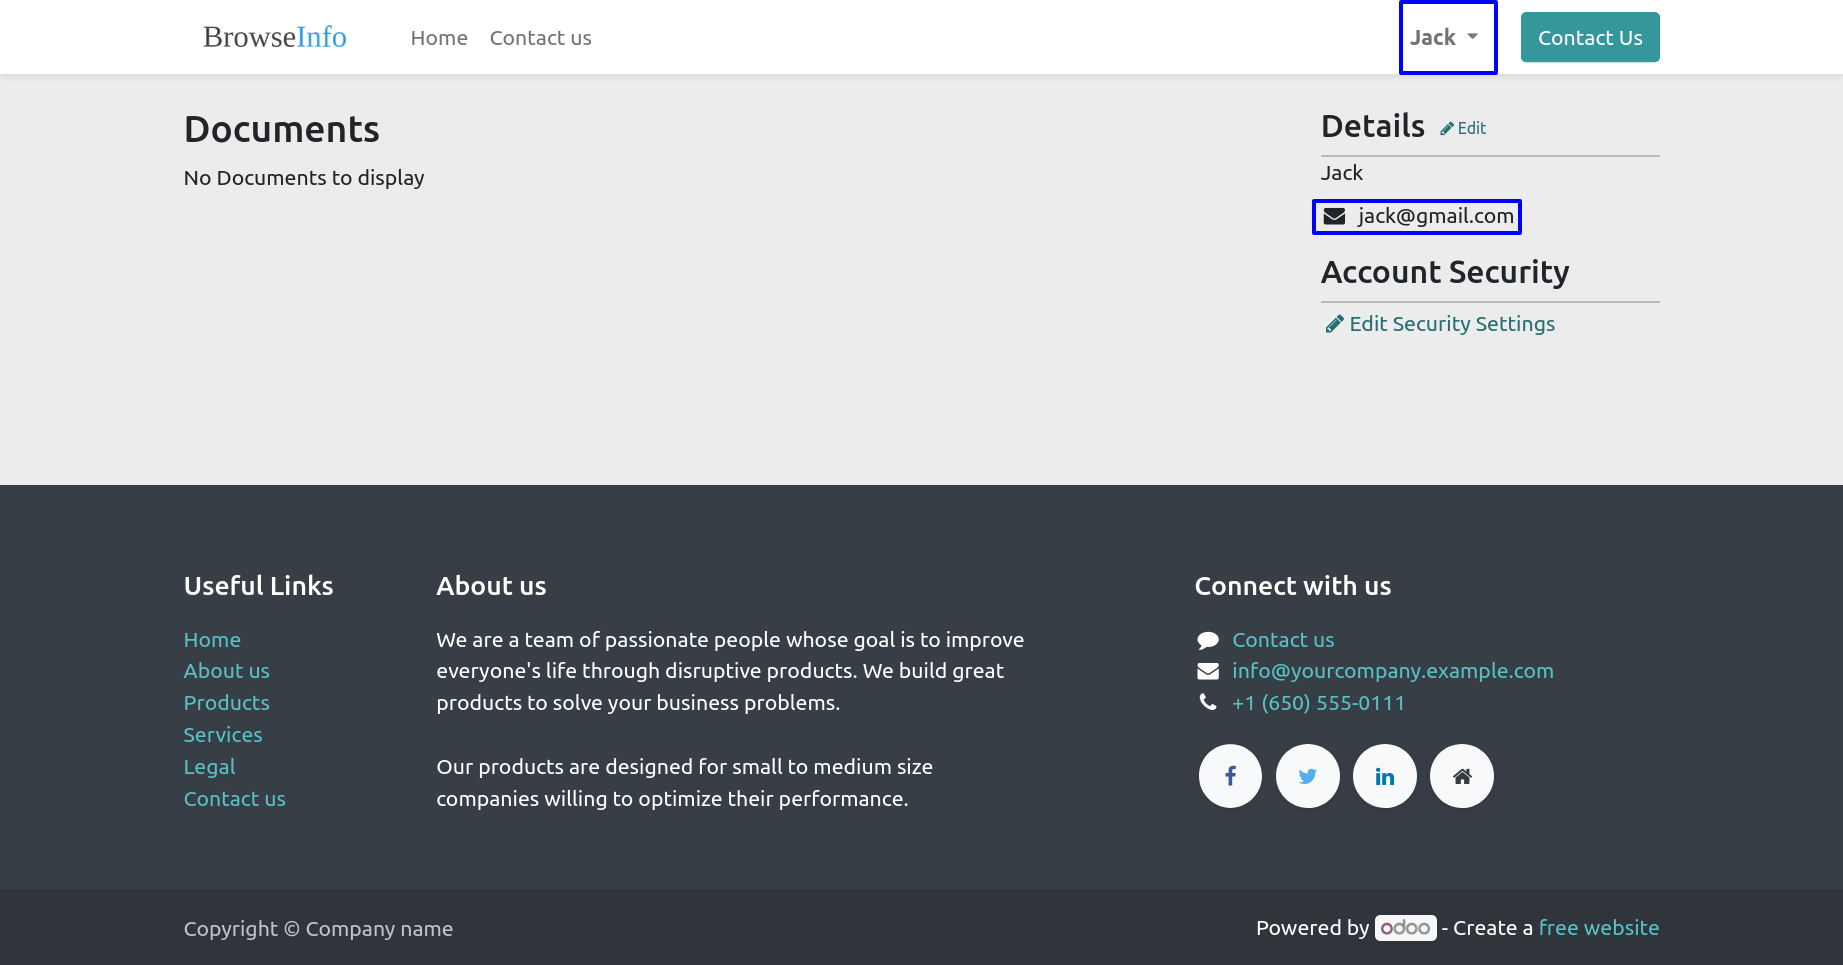 BrowseInfo Home Contact us Jack Contact Us
Documents
No Documents to display
Details Edit
Jack
jack@gmail.com
Account Security
Edit Security Settings
Useful Links
Home
About us
Products
Services
Legal
Contact us
About us
We are a team of passionate people whose goal is to improve
everyone's life through disruptive products. We build great
products to solve your business problems.
Our products are designed for small to medium size
companies willing to optimize their performance.
Connect with us
Contact us
info@yourcompany.example.com
+1 (650) 555-0111
Copyright © Company name
Powered by odoo - Create a free website